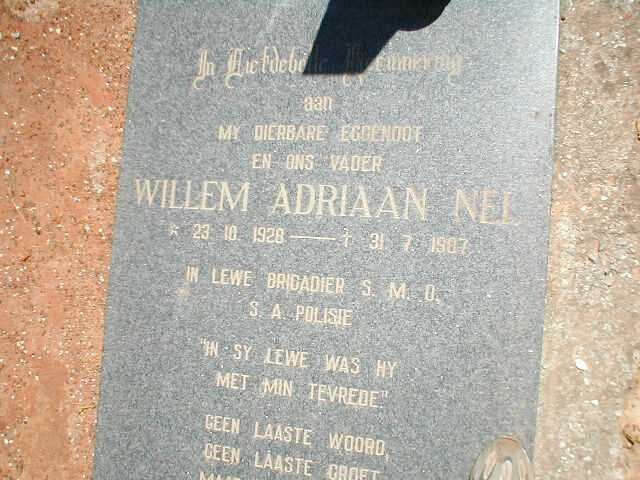 In Liefdevolle Herinnering
aan
MY DIERBARE EGGENOOT
EN ONS VADER
WILLEM ADRIAAN NEL
* 23. 10. 1928 —— † 31. 7. 1987
IN LEWE BRIGADIER S. M. O.
S. A. POLISIE
"IN SY LEWE WAS HY
MET MIN TEVREDE"
GEEN LAASTE WOORD,
GEEN LAASTE GROET,